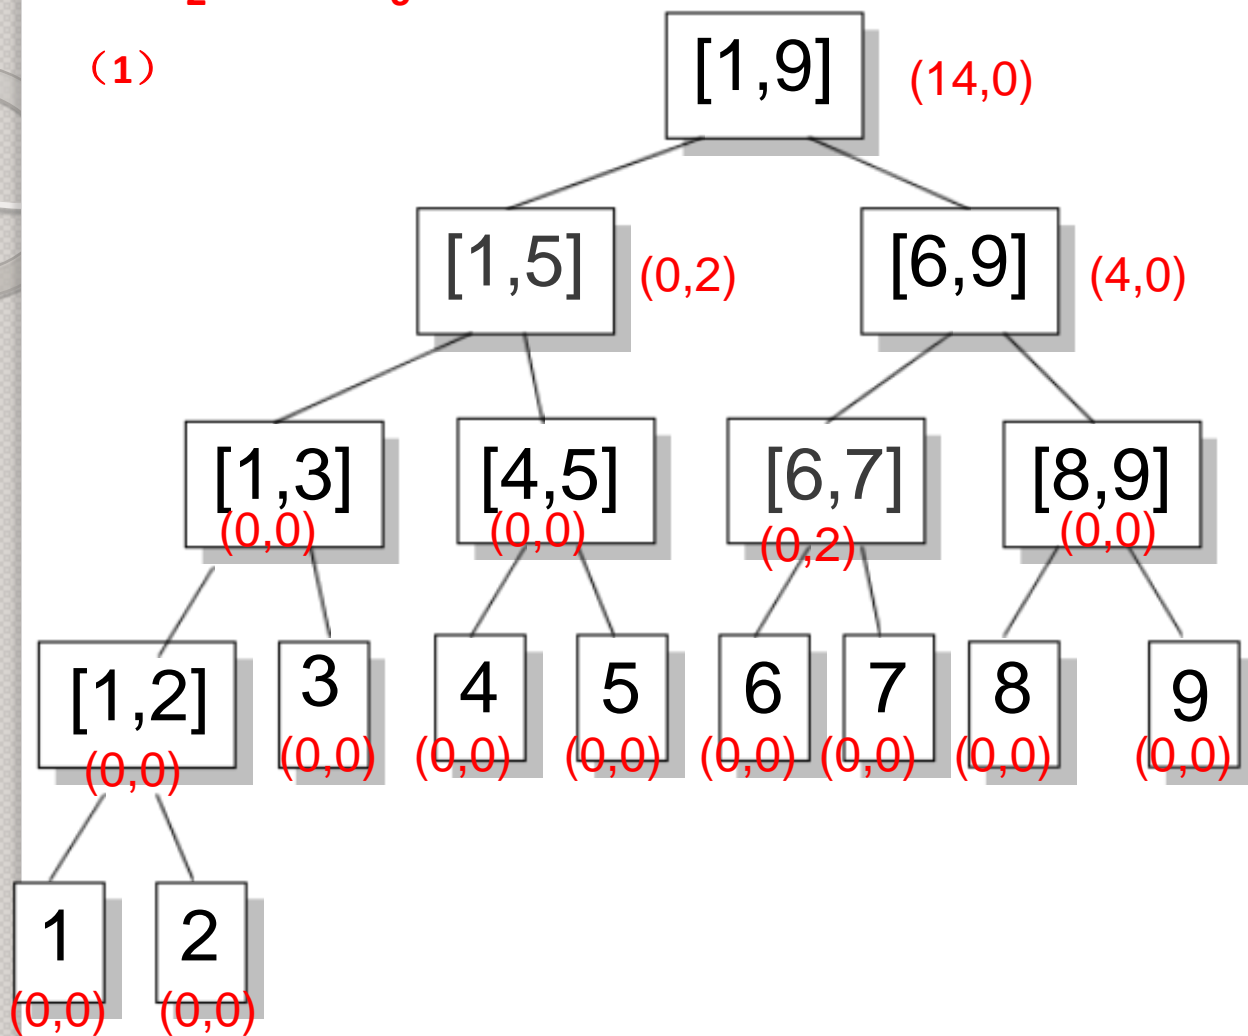 （1）
[1,9] (14,0)
[1,5] (0,2) [6,9] (4,0)
[1,3] [4,5] [6,7] [8,9]
(0,0) (0,0) (0,2) (0,0)
[1,2] 3 4 5 6 7 8 9
(0,0) (0,0) (0,0) (0,0) (0,0) (0,0) (0,0) (0,0)
1 2
(0,0) (0,0)